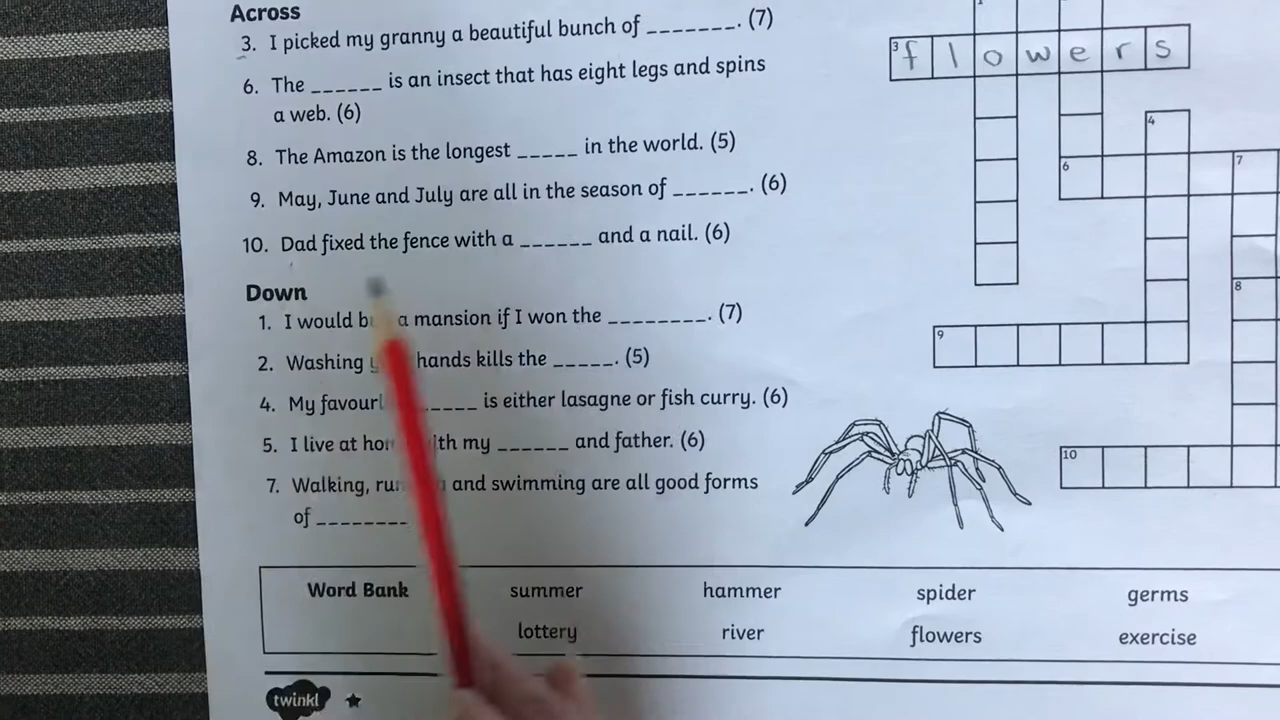 Across
3. I picked my granny a beautiful bunch of _______. (7)
6. The ______ is an insect that has eight legs and spins
a web. (6)
8. The Amazon is the longest _____ in the world. (5)
9. May, June and July are all in the season of ______. (6)
10. Dad fixed the fence with a ______ and a nail. (6)
Down
1. I would a mansion if I won the ________. (7)
2. Washing hands kills the _____. (5)
4. My _____ is either lasagne or fish curry. (6)
5. I live at my ______ and father. (6)
7. Walking, and swimming are all good forms
of ________
3 flowers
4
6
7
8
9
10
Word Bank summer hammer spider germs
lottery river flowers exercise
twinkl